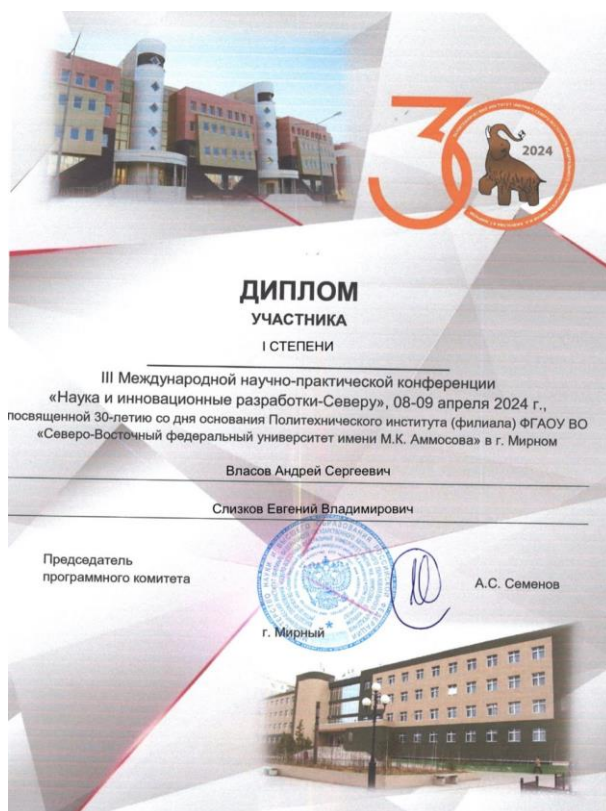 30
2024
ДИПЛОМ
УЧАСТНИКА
I СТЕПЕНИ
III Международной научно-практической конференции
«Наука и инновационные разработки-Северу», 08-09 апреля 2024 г.,
посвященной 30-летию со дня основания Политехнического института (филиала) ФГАОУ ВО
«Северо-Восточный федеральный университет имени М.К. Аммосова» в г. Мирном
Власов Андрей Сергеевич
Слизков Евгений Владимирович
Председатель
программного комитета
А.С. Семенов
г. Мирный